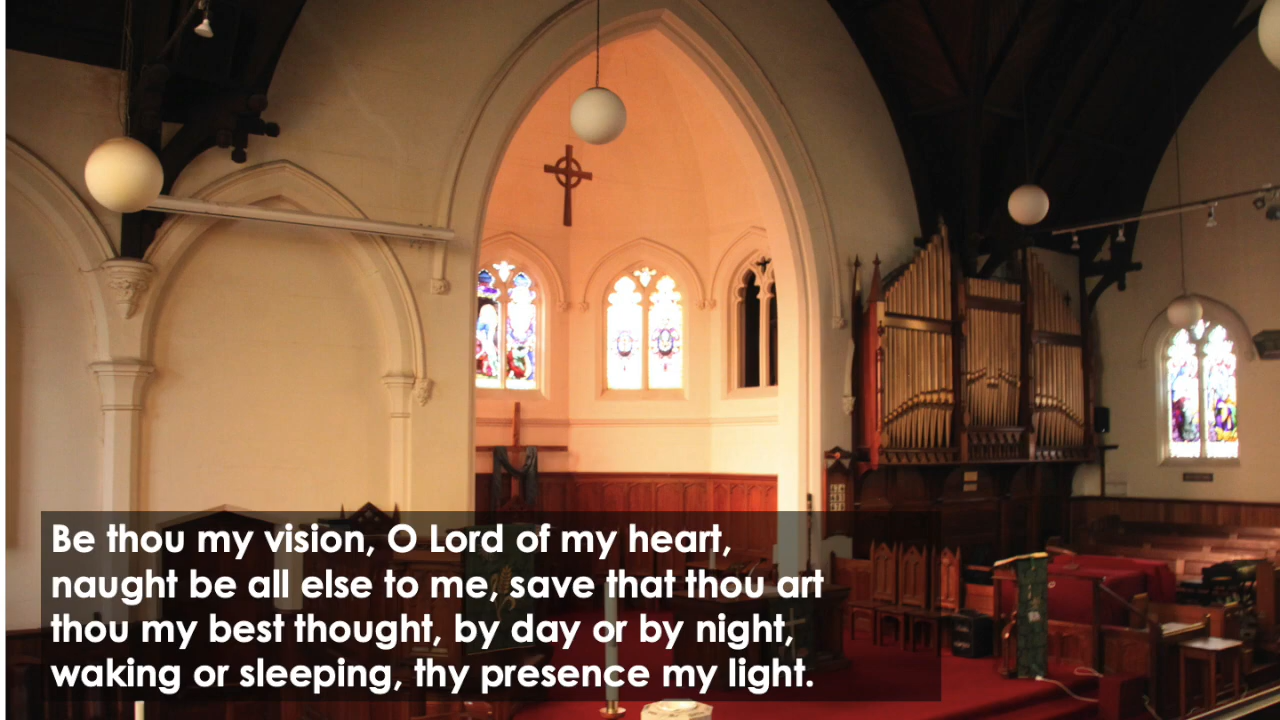 Be thou my vision, O Lord of my heart,
naught be all else to me, save that thou art
thou my best thought, by day or by night,
waking or sleeping, thy presence my light.